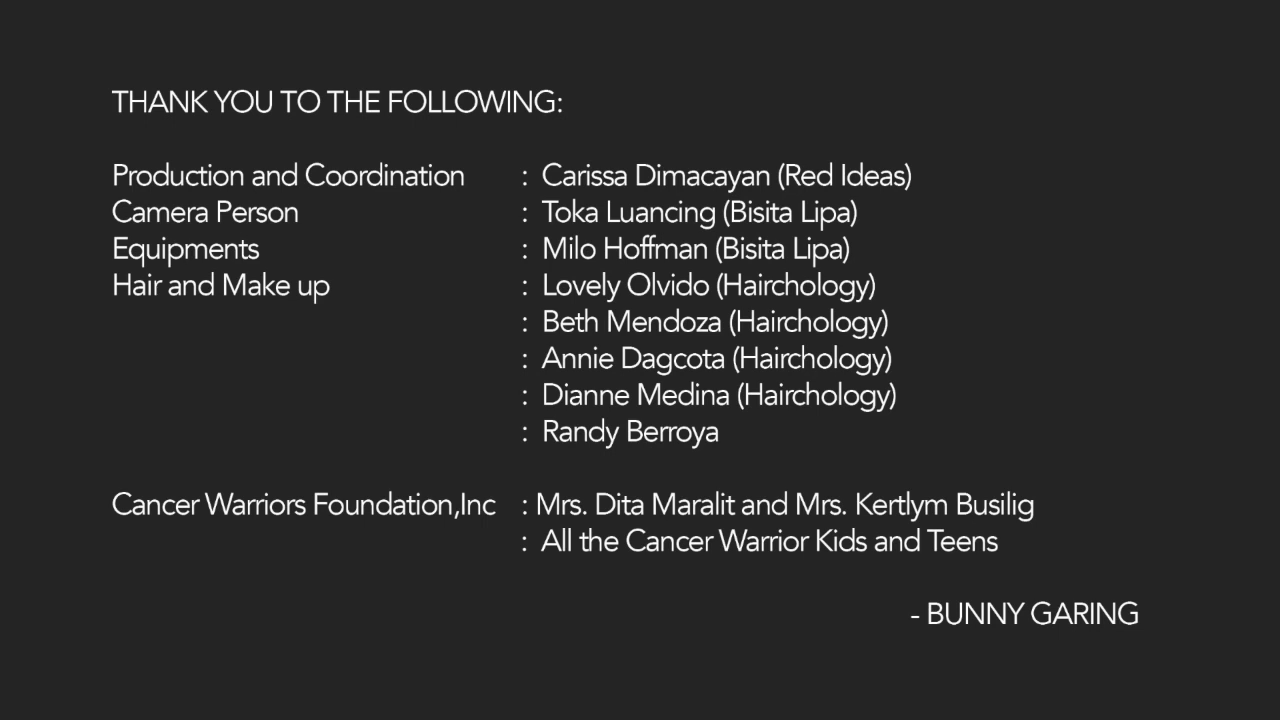 THANK YOU TO THE FOLLOWING:
Production and Coordination : Carissa Dimacayan (Red Ideas)
Camera Person : Toka Luancing (Bisita Lipa)
Equipments : Milo Hoffman (Bisita Lipa)
Hair and Make up : Lovely Olvido (Hairchology)
: Beth Mendoza (Hairchology)
: Annie Dagcota (Hairchology)
: Dianne Medina (Hairchology)
: Randy Berroya
Cancer Warriors Foundation,Inc : Mrs. Dita Maralit and Mrs. Kertlym Busilig
: All the Cancer Warrior Kids and Teens
- BUNNY GARING